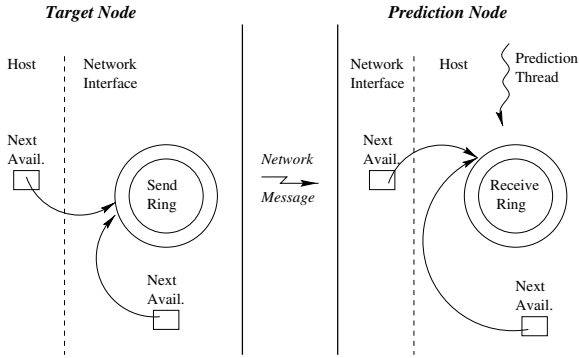 Target Node
Prediction Node
Host
Network
Interface
Network
Interface
Host
Prediction
Thread
Next
Avail.
Send
Ring
Next
Avail.
Network
Message
Next
Avail.
Receive
Ring
Next
Avail.